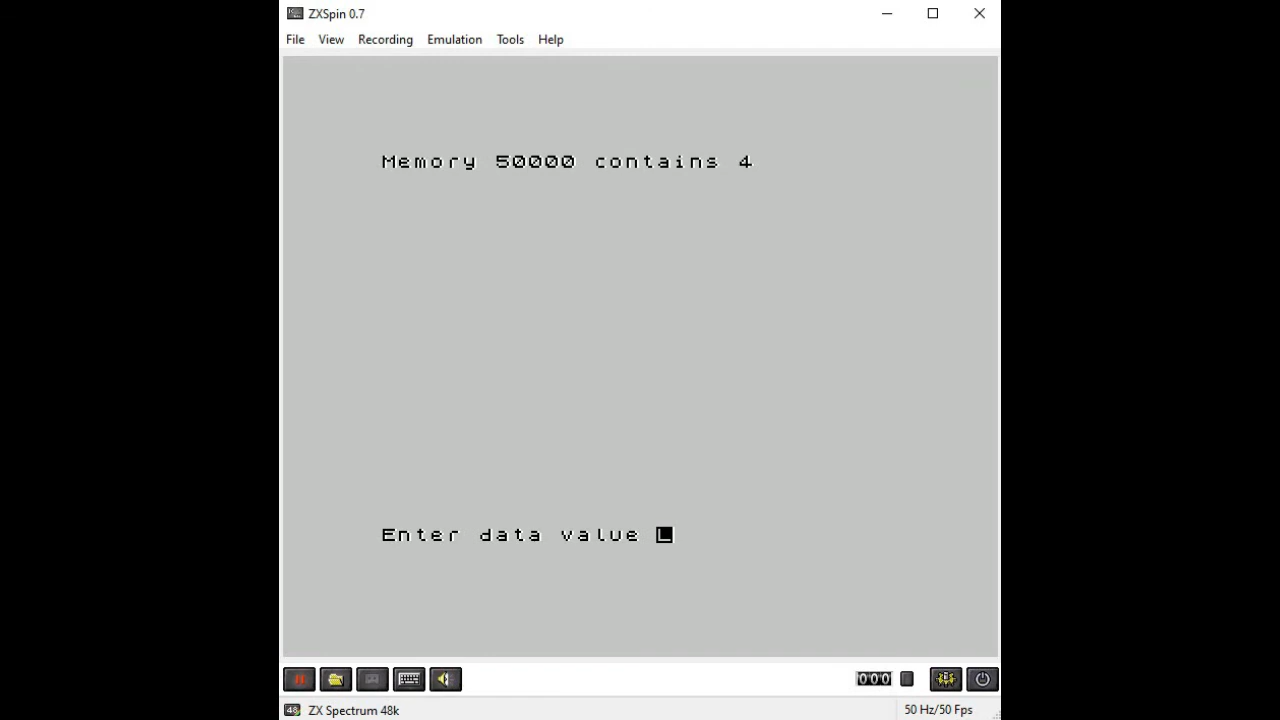 ZXSpin 0.7
File View Recording Emulation Tools Help
Memory 50000 contains 4
Enter data value L
000
48 ZX Spectrum 48k
50 Hz/50 Fps